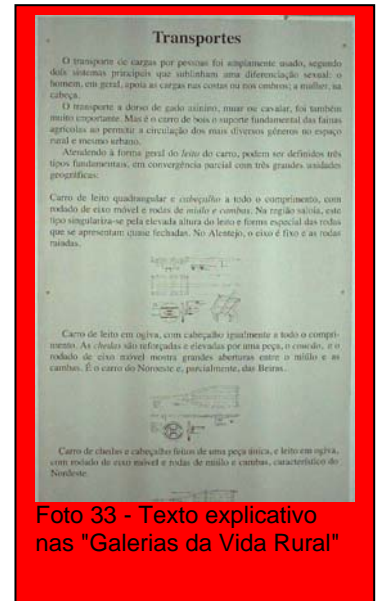 Transportes
O transporte de cargas por pessoas foi amplamente usado, segundo
dois sistemas principais que sublinham uma diferenciação sexual: o
homem, em geral, apoia as cargas nas costas ou nos ombros; a mulher, na
cabeça.
O transporte a dorso de gado asinino, muar ou cavalar, foi também
muito importante. Mas é o carro de bois o suporte fundamental das fainas
agrícolas ao permitir a circulação dos mais diversos géneros no espaço
rural e mesmo urbano.
Atendendo à forma geral do leito do carro, podem ser definidos três
tipos fundamentais, em convergência parcial com três grandes unidades
geográficas:
Carro de leito quadrangular e cabeçalho a todo o comprimento, com
rodado de eixo móvel e rodas de miúlo e cambas. Na região saloia, este
tipo singulariza-se pela elevada altura do leito e forma especial das rodas
que se apresentam quase fechadas. No Alentejo, o eixo é fixo e as rodas
raiadas.
Carro de leito em ogiva, com cabeçalho igualmente a todo o compri-
mento. As chedas são reforçadas e elevadas por uma peça, o coucão, e o
rodado de eixo móvel mostra grandes aberturas entre o miúlo e as
cambas. É o carro do Noroeste e, parcialmente, das Beiras.
Carro de chedas e cabeçalho feitos de uma peça única, e leito em ogiva,
com rodado de eixo móvel e rodas de miúlo e cambas, característico do
Nordeste.
Foto 33 - Texto explicativo
nas "Galerias da Vida Rural"